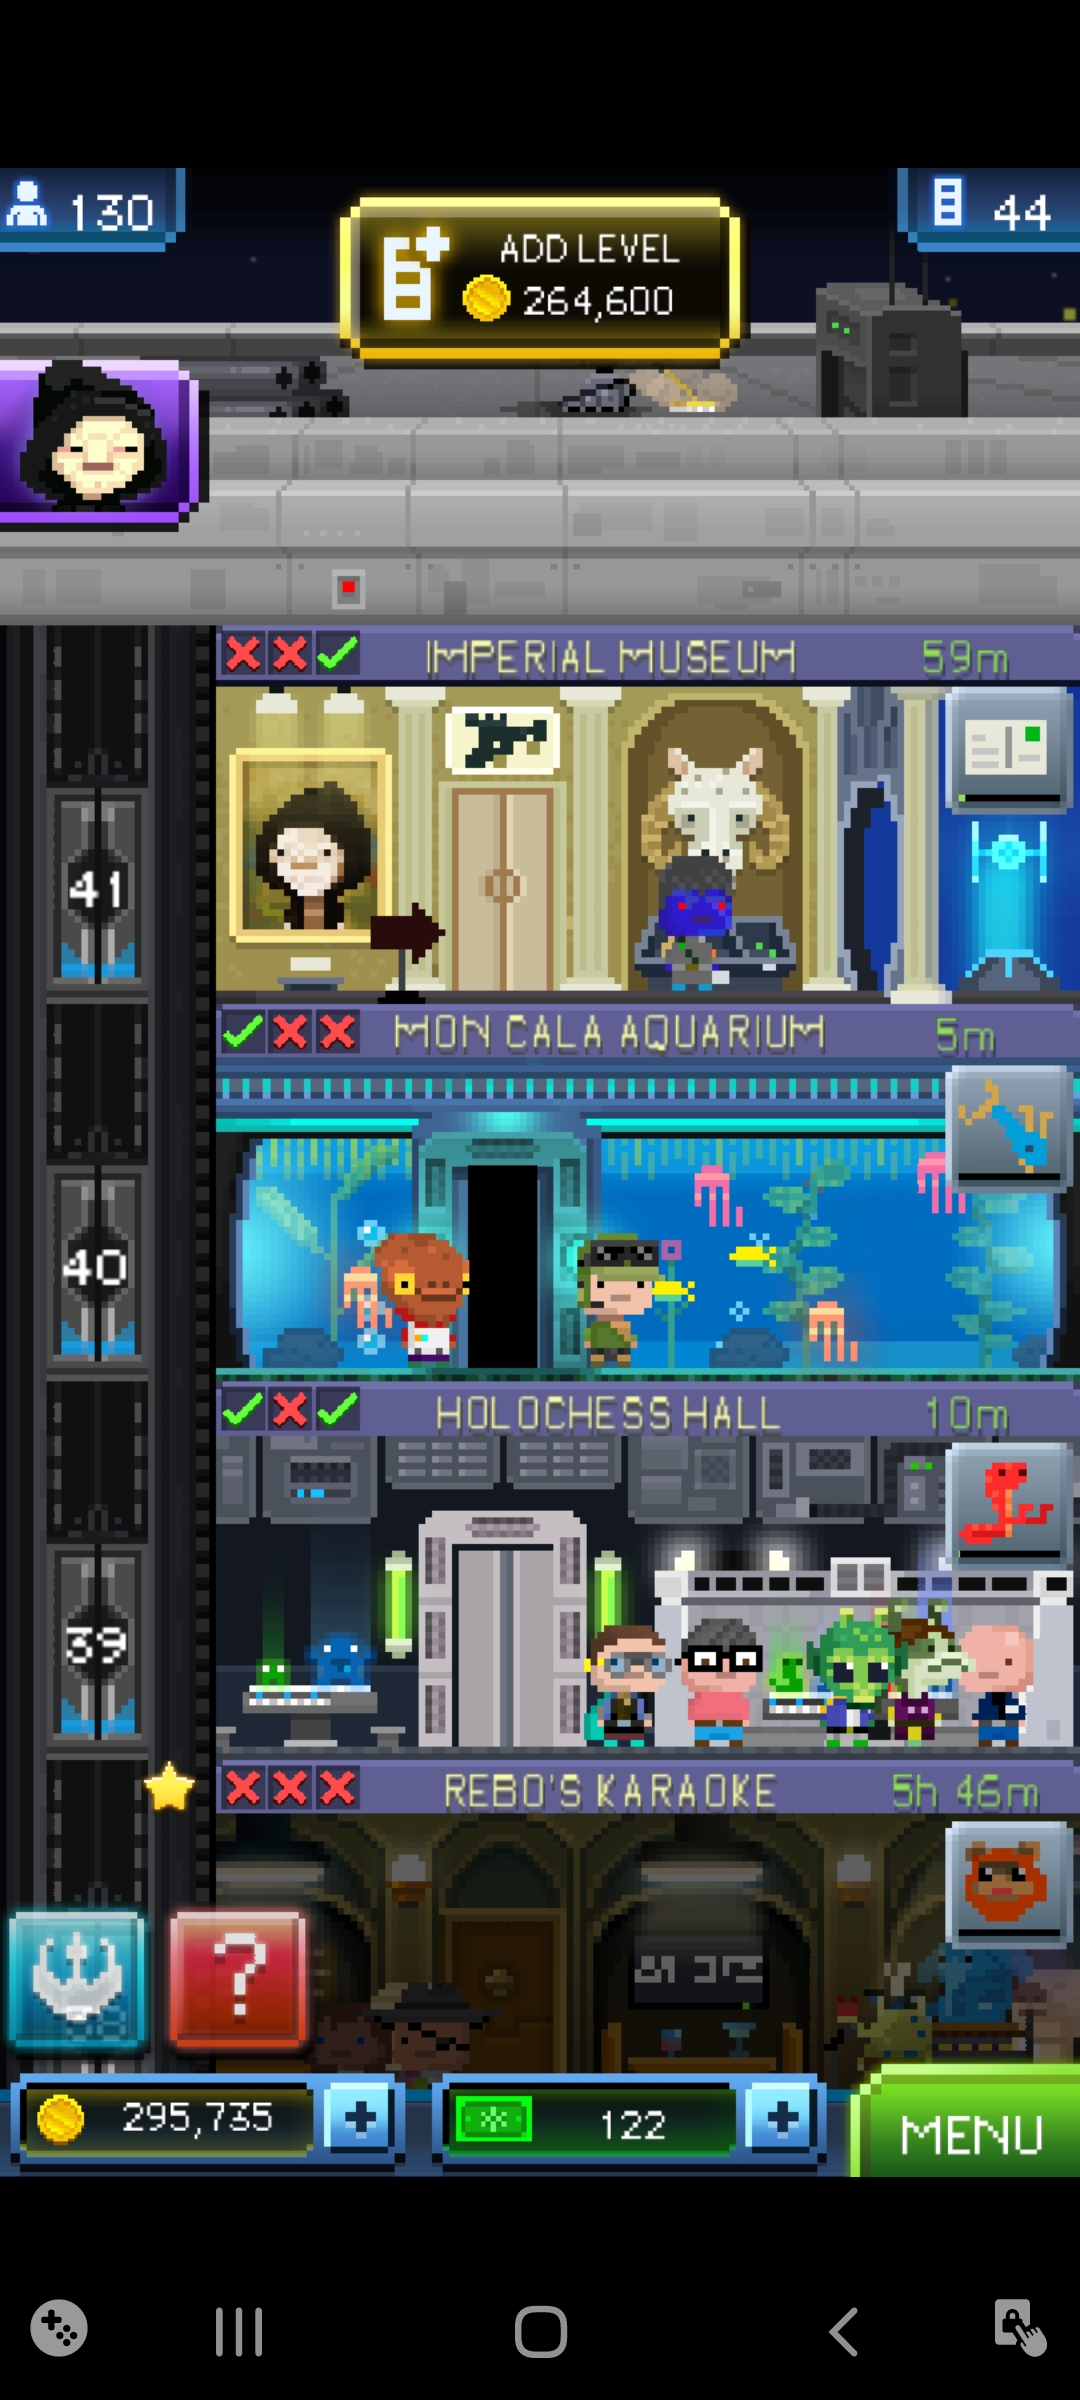 130
ADD LEVEL
264,600
44
IMPERIAL MUSEUM 59m
41
MON CALA AQUARIUM 5m
40
HOLOCHESS HALL 10m
39
REBO'S KARAOKE 5h 46m
?
38
295,735 +
122 +
MENU